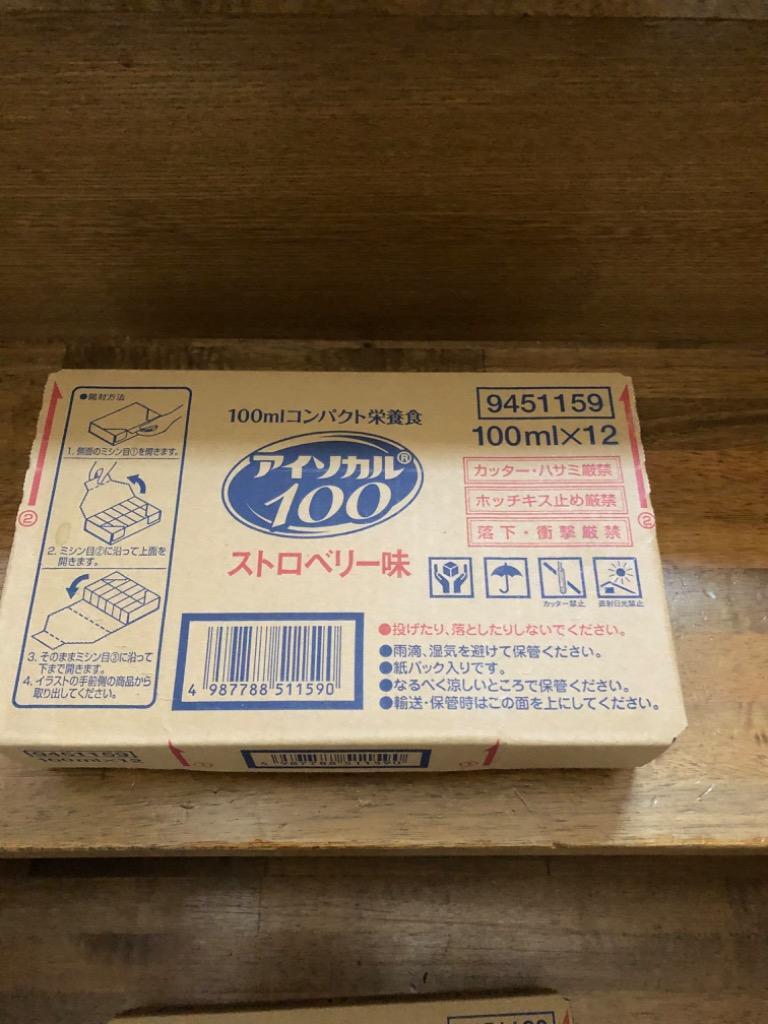 ●開封方法
1. 側面のミシン目①を開きます。
2. ミシン目②に沿って上面を
開きます。
3. そのままミシン目③に沿って
下まで開きます。
4. イラストの手前側の商品から
取り出してください。
100mlコンパクト栄養食
アイソカル®
100
ストロベリー味
4 987788 511590
9451159
100ml×12
カッター・ハサミ厳禁
ホッチキス止め厳禁
落下・衝撃厳禁
カッター禁止
直射日光禁止
●投げたり、落としたりしないでください。
●雨滴、湿気を避けて保管ください。
●紙パック入りです。
●なるべく涼しいところで保管ください。
●輸送・保管時はこの面を上にしてください。
②
②
9451159
100ml×12
①
4 987788 511590